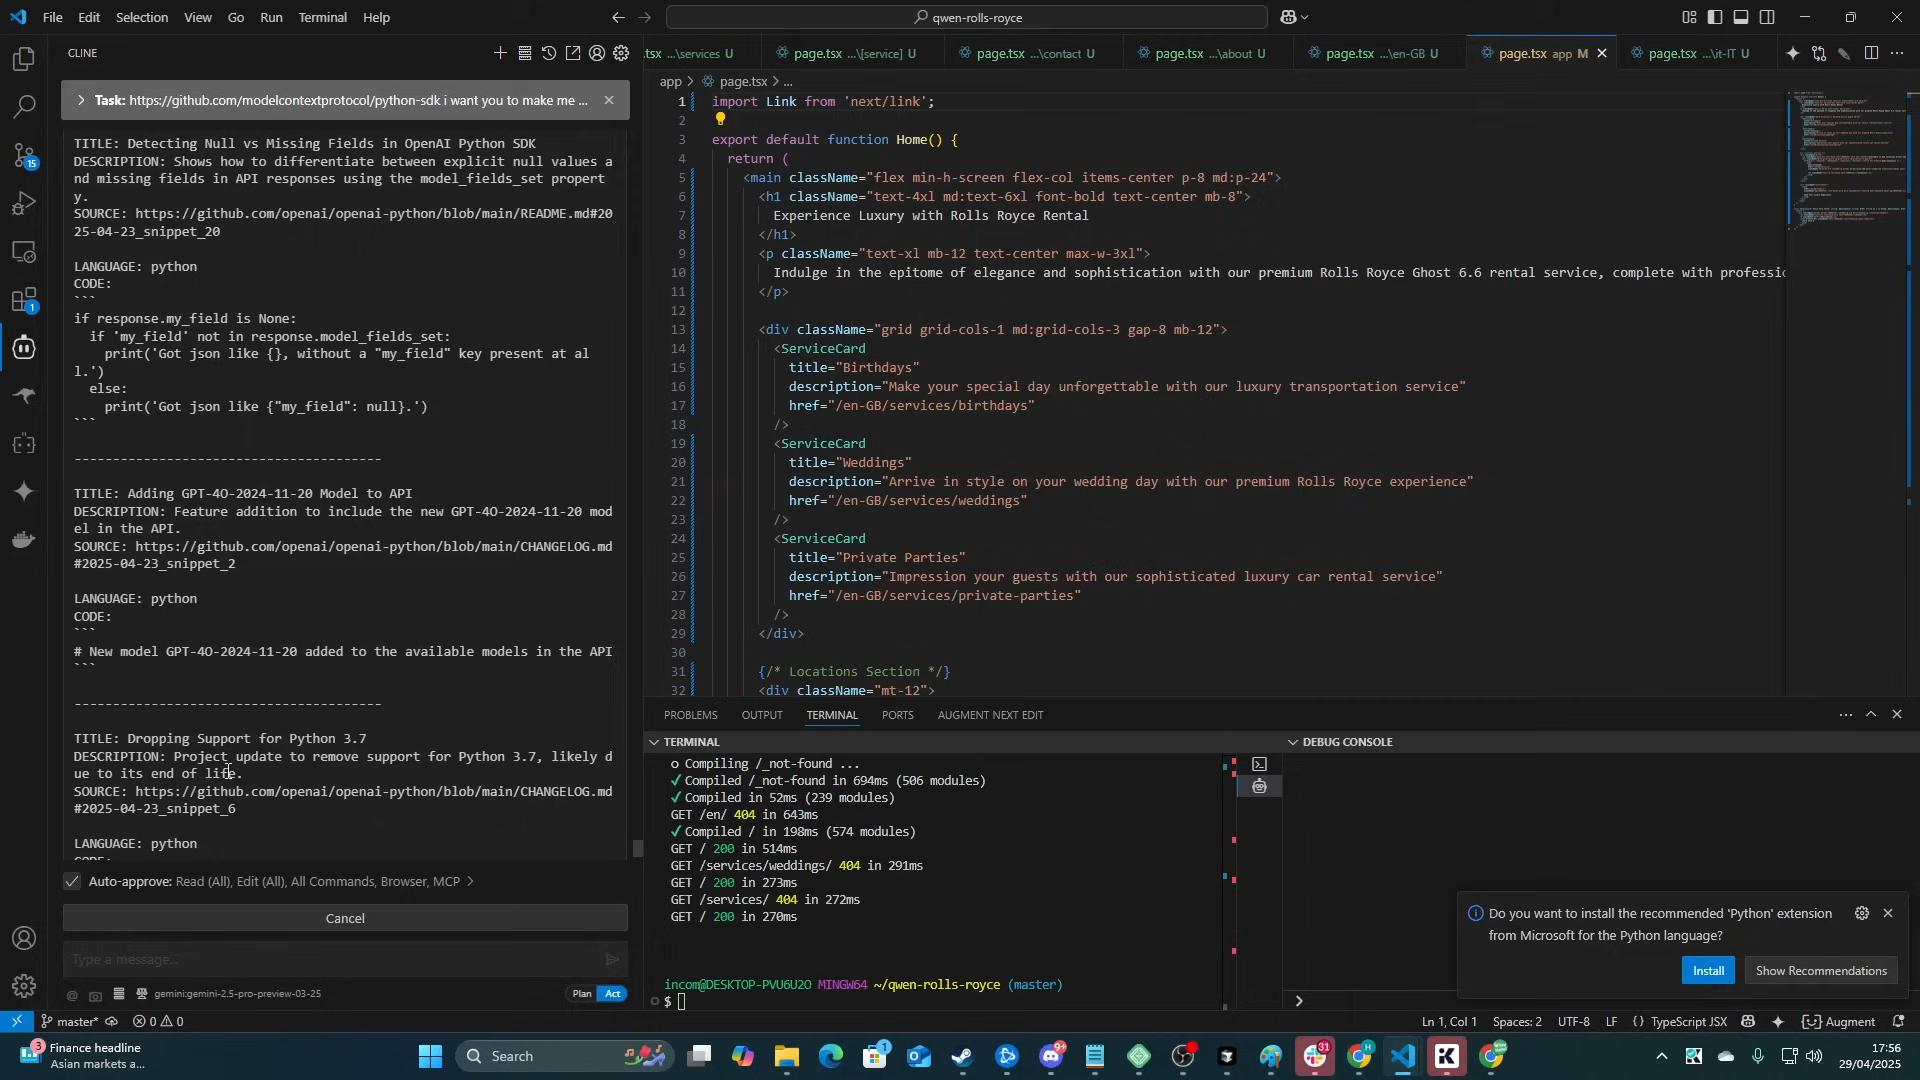 File Edit Selection View Go Run Terminal Help
qwen-rolls-royce
CLINE
Task: https://github.com/modelcontextprotocol/python-sdk i want you to make me ...
TITLE: Detecting Null vs Missing Fields in OpenAI Python SDK
DESCRIPTION: Shows how to differentiate between explicit null values a
nd missing fields in API responses using the model_fields_set propert
y.
SOURCE: https://github.com/openai/openai-python/blob/main/README.md#20
25-04-23_snippet_20
LANGUAGE: python
CODE:
```
if response.my_field is None:
if 'my_field' not in response.model_fields_set:
print('Got json like {}, without a "my_field" key present at al
l.')
else:
print('Got json like {"my_field": null}.')
```
----------------------------------------
TITLE: Adding GPT-4O-2024-11-20 Model to API
DESCRIPTION: Feature addition to include the new GPT-4O-2024-11-20 mod
el in the API.
SOURCE: https://github.com/openai/openai-python/blob/main/CHANGELOG.md
#2025-04-23_snippet_2
LANGUAGE: python
CODE:
```
# New model GPT-4O-2024-11-20 added to the available models in the API
```
----------------------------------------
TITLE: Dropping Support for Python 3.7
DESCRIPTION: Project update to remove support for Python 3.7, likely d
ue to its end of life.
SOURCE: https://github.com/openai/openai-python/blob/main/CHANGELOG.md
#2025-04-23_snippet_6
LANGUAGE: python
CODE:
Auto-approve: Read (All), Edit (All), All Commands, Browser, MCP
Cancel
Type a message...
gemini:gemini-2.5-pro-preview-03-25
Plan Act
.tsx ...\services U page.tsx ...\[service] U page.tsx ...\contact U page.tsx ...\about U page.tsx ...\en-GB U page.tsx app M page.tsx ...\it-IT U
app > page.tsx > ...
1 import Link from 'next/link';
2
3 export default function Home() {
4 return (
5 <main className="flex min-h-screen flex-col items-center p-8 md:p-24">
6 <h1 className="text-4xl md:text-6xl font-bold text-center mb-8">
7 Experience Luxury with Rolls Royce Rental
8 </h1>
9 <p className="text-xl mb-12 text-center max-w-3xl">
10 Indulge in the epitome of elegance and sophistication with our premium Rolls Royce Ghost 6.6 rental service, complete with professi
11 </p>
12
13 <div className="grid grid-cols-1 md:grid-cols-3 gap-8 mb-12">
14 <ServiceCard
15 title="Birthdays"
16 description="Make your special day unforgettable with our luxury transportation service"
17 href="/en-GB/services/birthdays"
18 />
19 <ServiceCard
20 title="Weddings"
21 description="Arrive in style on your wedding day with our premium Rolls Royce experience"
22 href="/en-GB/services/weddings"
23 />
24 <ServiceCard
25 title="Private Parties"
26 description="Impression your guests with our sophisticated luxury car rental service"
27 href="/en-GB/services/private-parties"
28 />
29 </div>
30
31 {/* Locations Section */}
32 <div className="mt-12">
PROBLEMS OUTPUT TERMINAL PORTS AUGMENT NEXT EDIT
TERMINAL
○ Compiling /_not-found ...
✓ Compiled /_not-found in 694ms (506 modules)
✓ Compiled in 52ms (239 modules)
GET /en/ 404 in 643ms
✓ Compiled / in 198ms (574 modules)
GET / 200 in 514ms
GET /services/weddings/ 404 in 291ms
GET / 200 in 273ms
GET /services/ 404 in 272ms
GET / 200 in 270ms
incom@DESKTOP-PVU6U2O MINGW64 ~/qwen-rolls-royce (master)
$
DEBUG CONSOLE
Do you want to install the recommended 'Python' extension
from Microsoft for the Python language?
Install Show Recommendations
15
1
master* 0 0
Ln 1, Col 1 Spaces: 2 UTF-8 LF {} TypeScript JSX Augment
3
Finance headline
Asian markets a...
Search
1
9+
31
17:56
29/04/2025